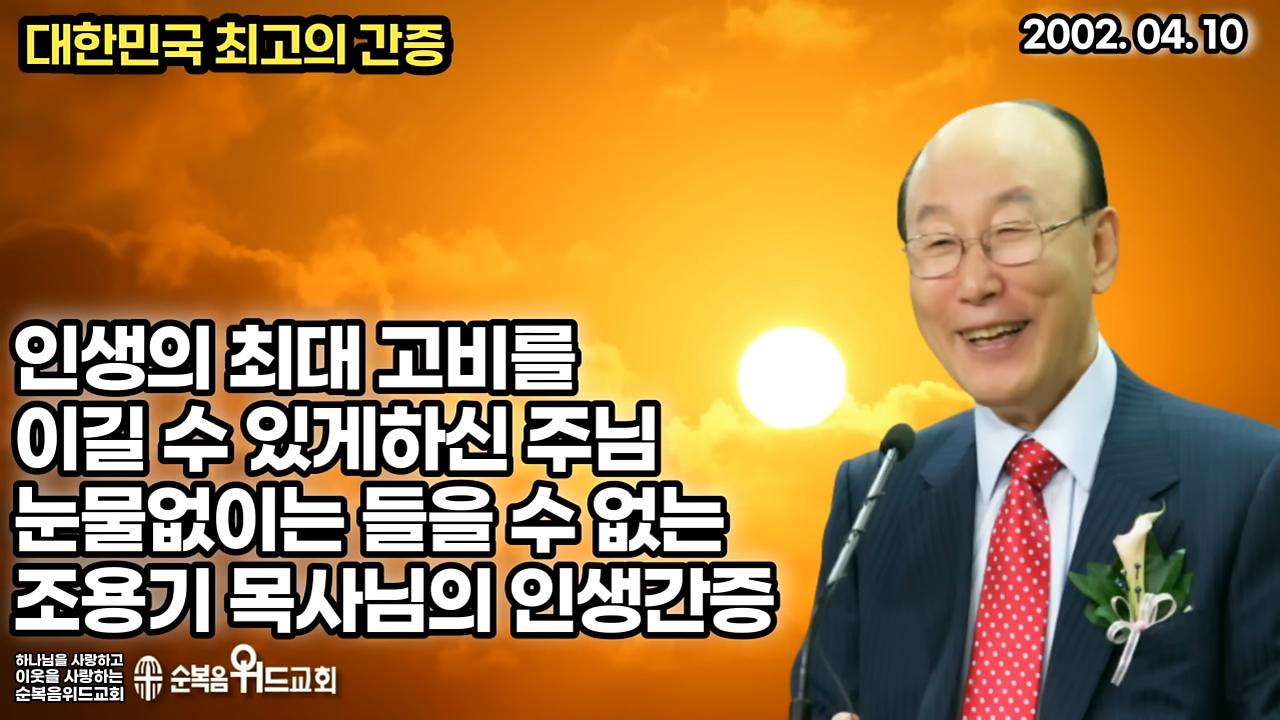 대한민국 최고의 간증
2002. 04. 10
인생의 최대 고비를
이길 수 있게하신 주님
눈물없이는 들을 수 없는
조용기 목사님의 인생간증
하나님을 사랑하고
이웃을 사랑하는
순복음위드교회
순복음위드교회